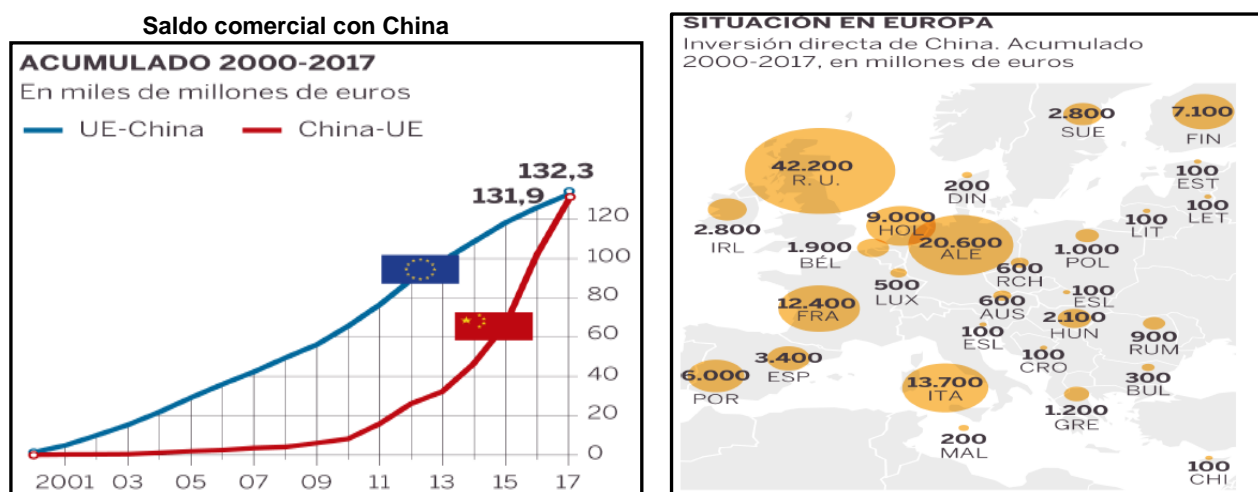 Saldo comercial con China
ACUMULADO 2000-2017
En miles de millones de euros
UE-China
China-UE
132,3
131,9
120
100
80
60
40
20
0
2001 03 05 07 09 11 13 15 17
SITUACIÓN EN EUROPA
Inversión directa de China. Acumulado
2000-2017, en millones de euros
2.800
SUE
7.100
FIN
42.200
R. U.
100
EST
200
DIN
100
LET
100
LIT
2.800
IRL
9.000
HOL
1.900
BÉL
20.600
ALE
1.000
POL
600
RCH
500
LUX
600
AUS
100
ESL
12.400
FRA
2.100
HUN
100
ESL
900
RUM
100
CRO
3.400
ESP
6.000
POR
13.700
ITA
300
BUL
1.200
GRE
200
MAL
100
CHI